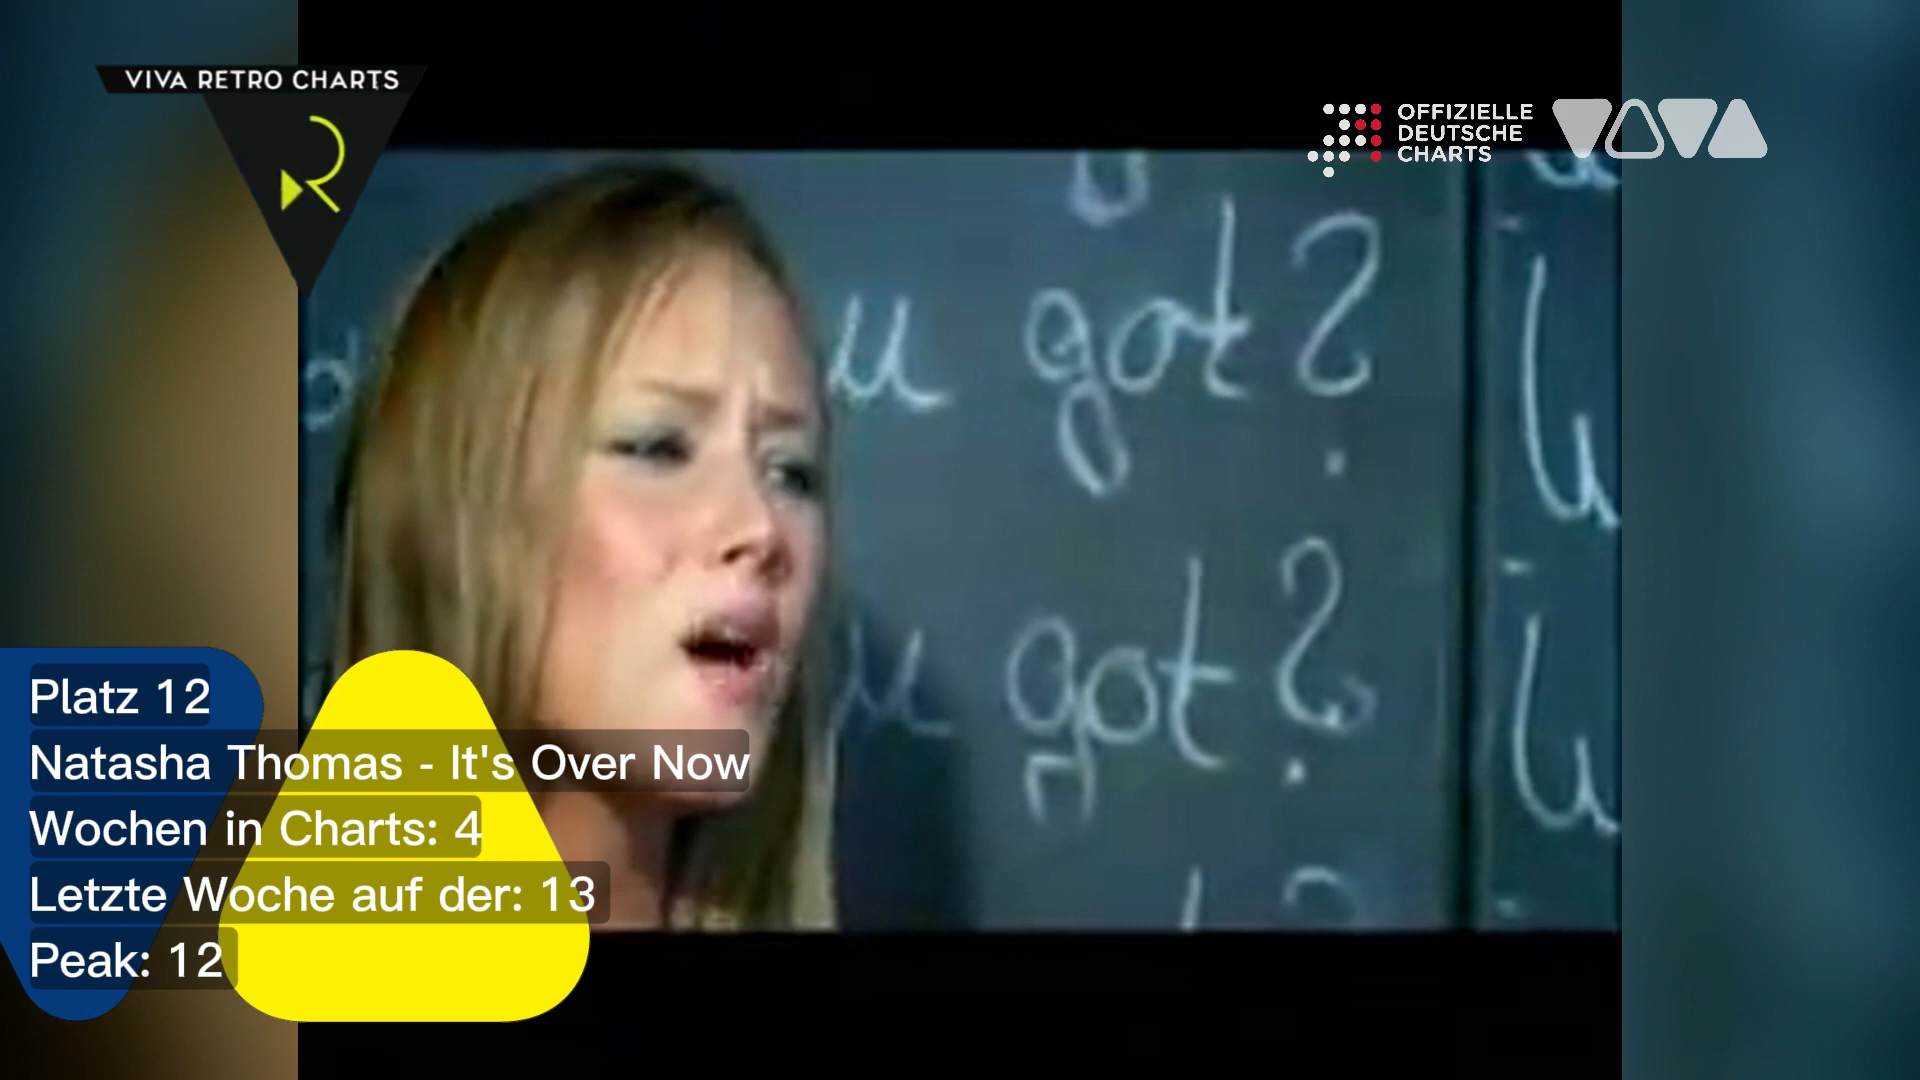 VIVA RETRO CHARTS
R
OFFIZIELLE
DEUTSCHE
CHARTS
VIVA
u got?
u got?
Platz 12
Natasha Thomas - It's Over Now
Wochen in Charts: 4
Letzte Woche auf der: 13
Peak: 12